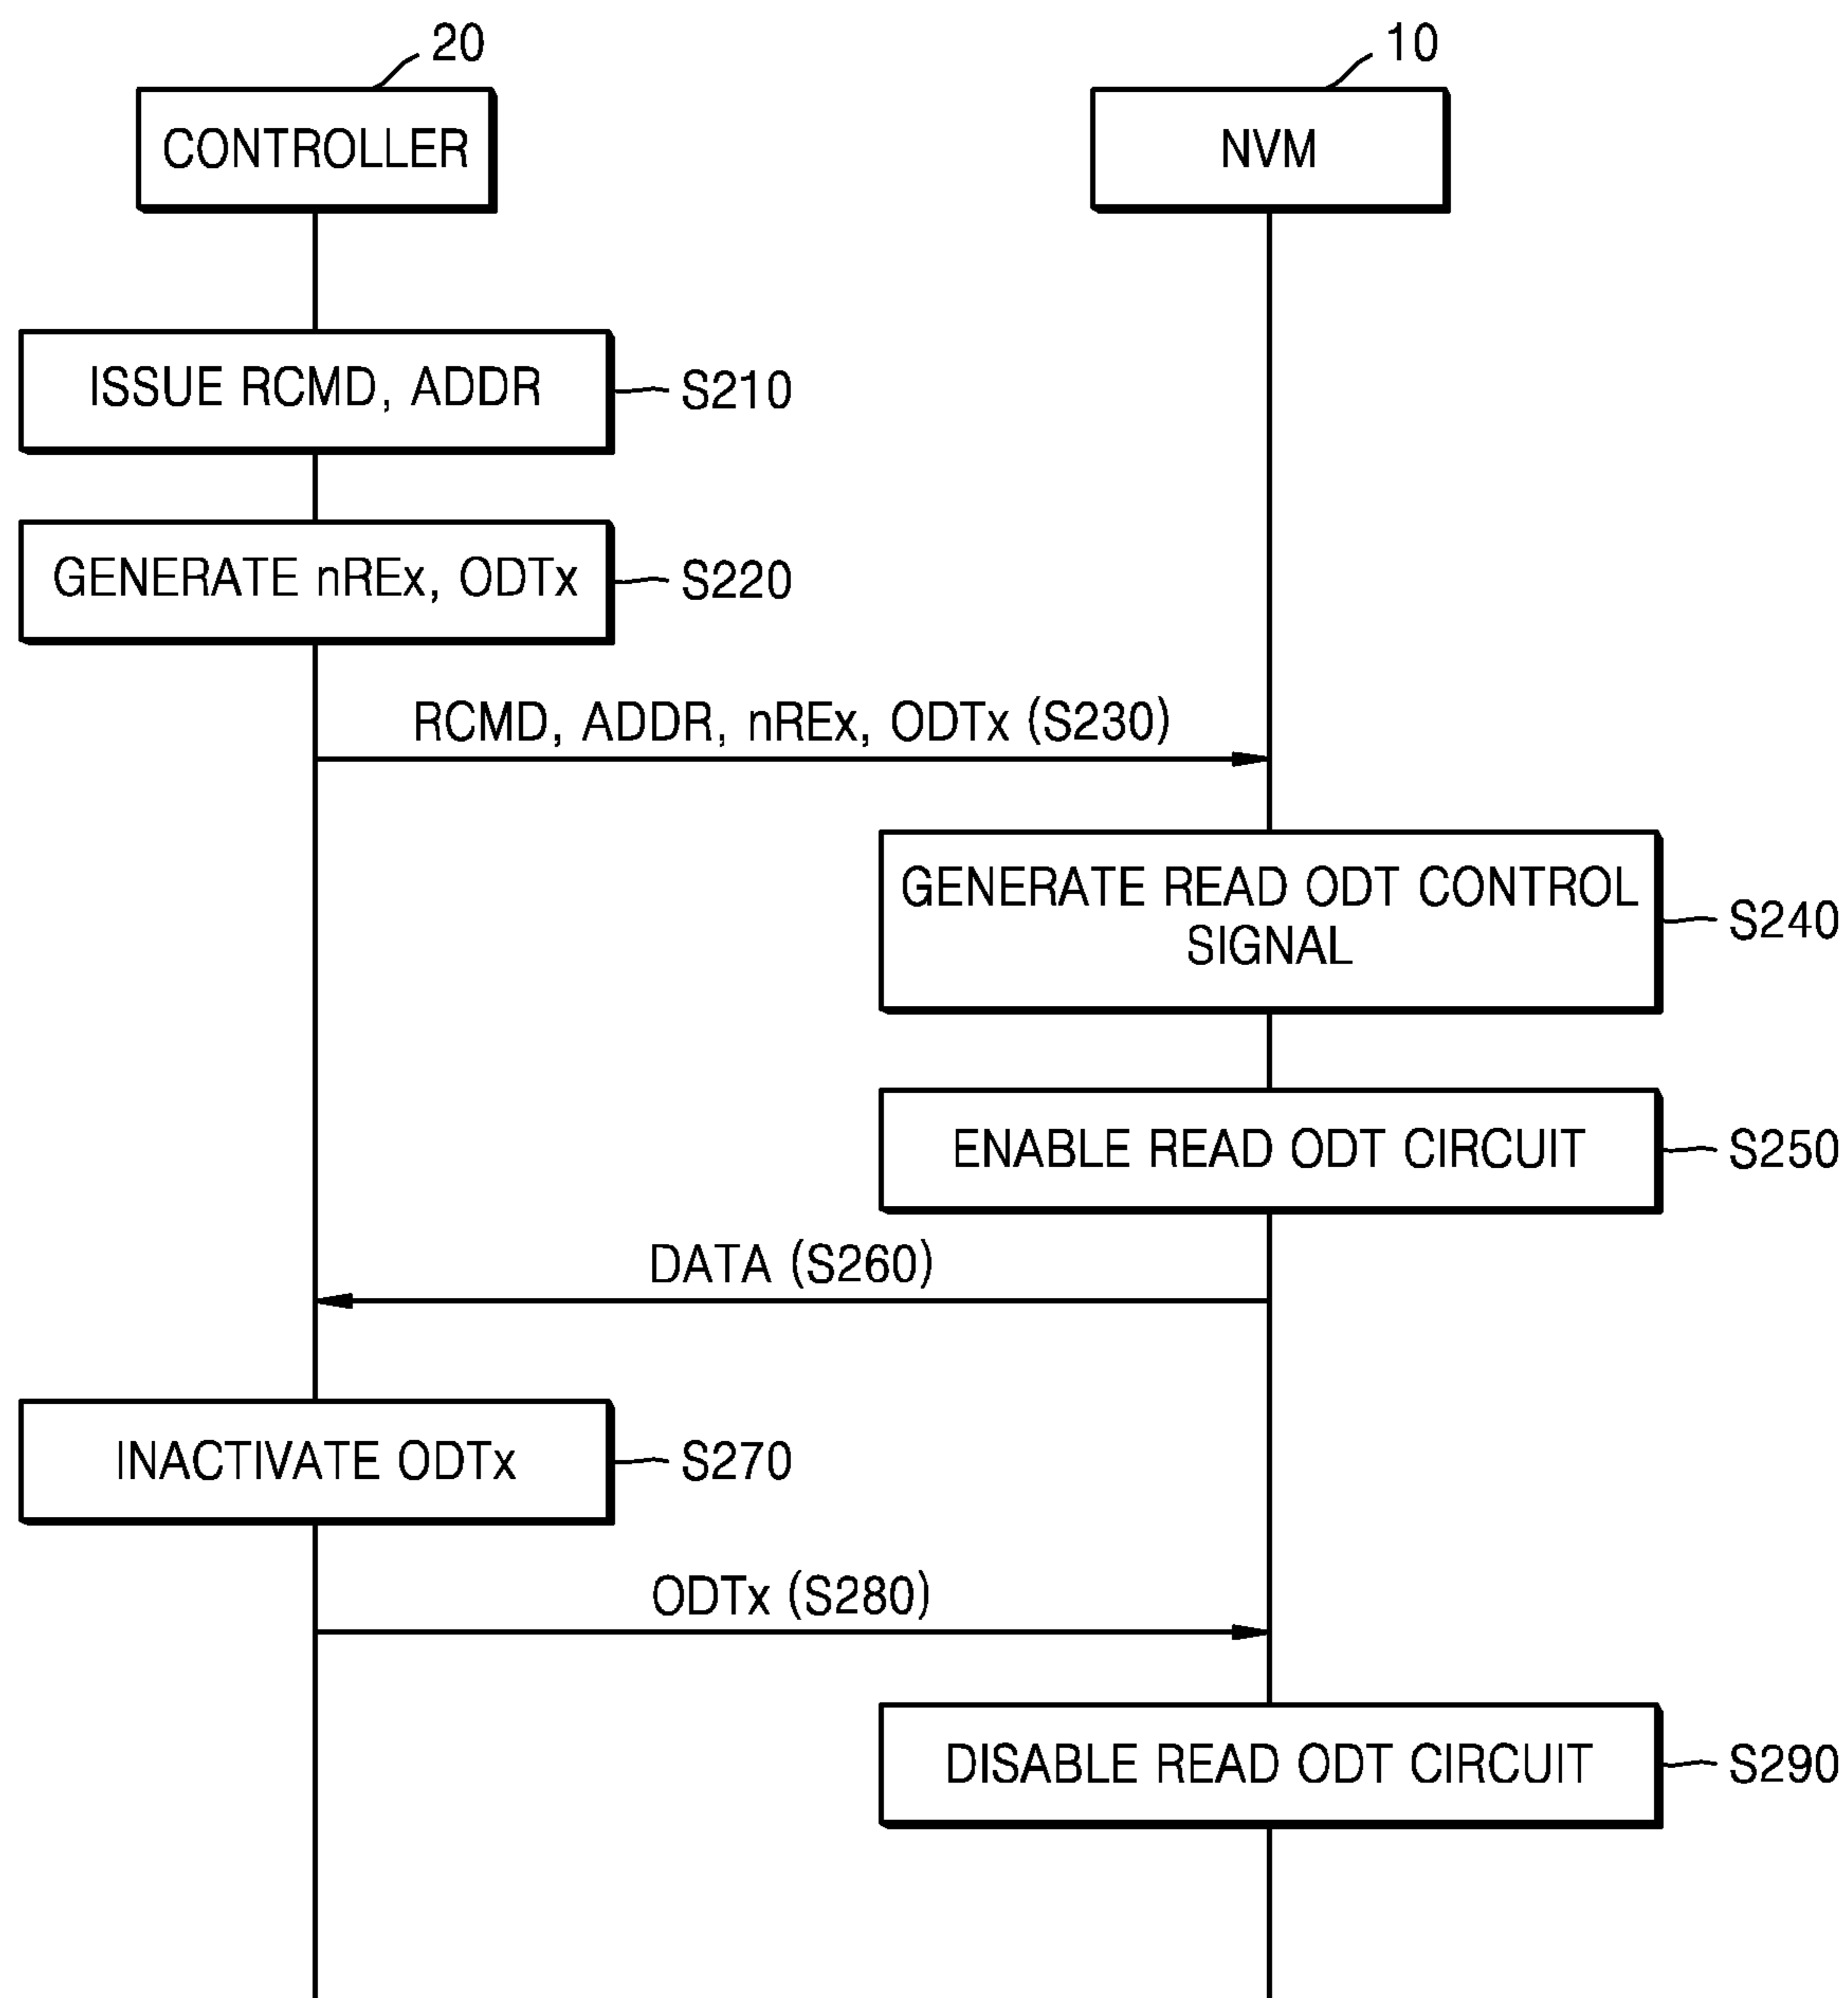 20
10
CONTROLLER
NVM
ISSUE RCMD, ADDR
S210
GENERATE nREx, ODTx
S220
RCMD, ADDR, nREx, ODTx (S230)
GENERATE READ ODT CONTROL
SIGNAL
S240
ENABLE READ ODT CIRCUIT
S250
DATA (S260)
INACTIVATE ODTx
S270
ODTx (S280)
DISABLE READ ODT CIRCUIT
S290